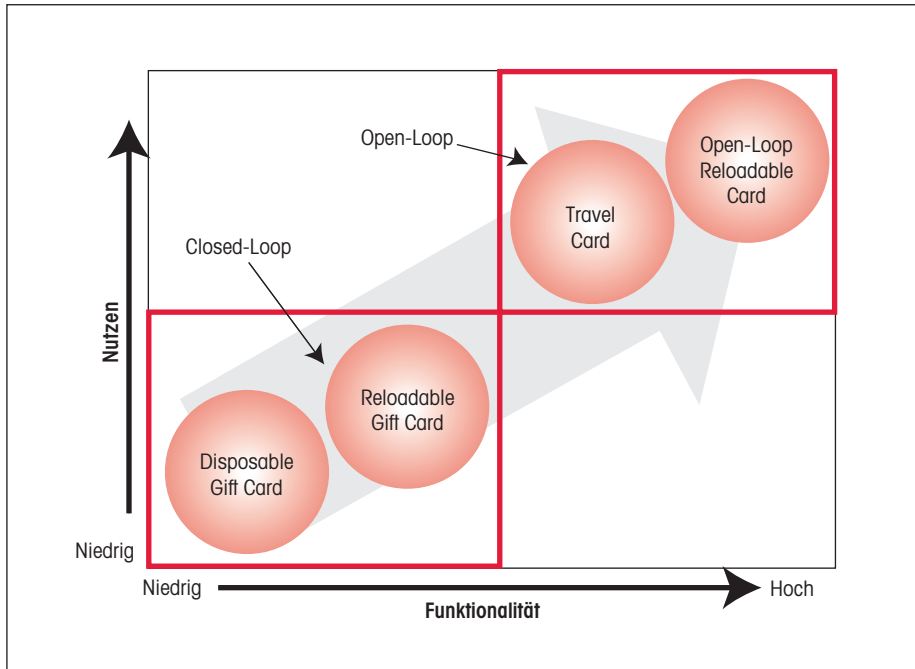 Open-Loop
Open-Loop
Reloadable
Card
Travel
Card
Closed-Loop
Nutzen
Reloadable
Gift Card
Disposable
Gift Card
Niedrig
Niedrig
Hoch
Funktionalität